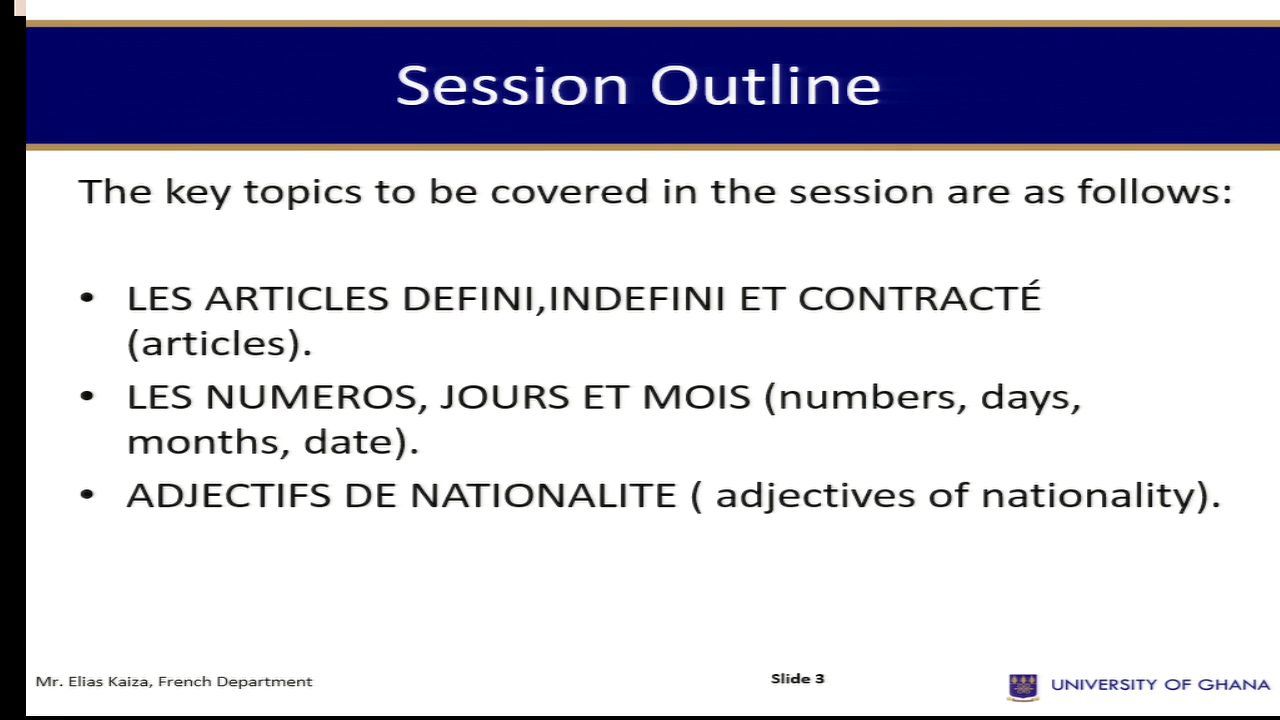 Session Outline
The key topics to be covered in the session are as follows:
• LES ARTICLES DEFINI,INDEFINI ET CONTRACTÉ
(articles).
• LES NUMEROS, JOURS ET MOIS (numbers, days,
months, date).
• ADJECTIFS DE NATIONALITE ( adjectives of nationality).
Mr. Elias Kaiza, French Department
Slide 3
UNIVERSITY OF GHANA